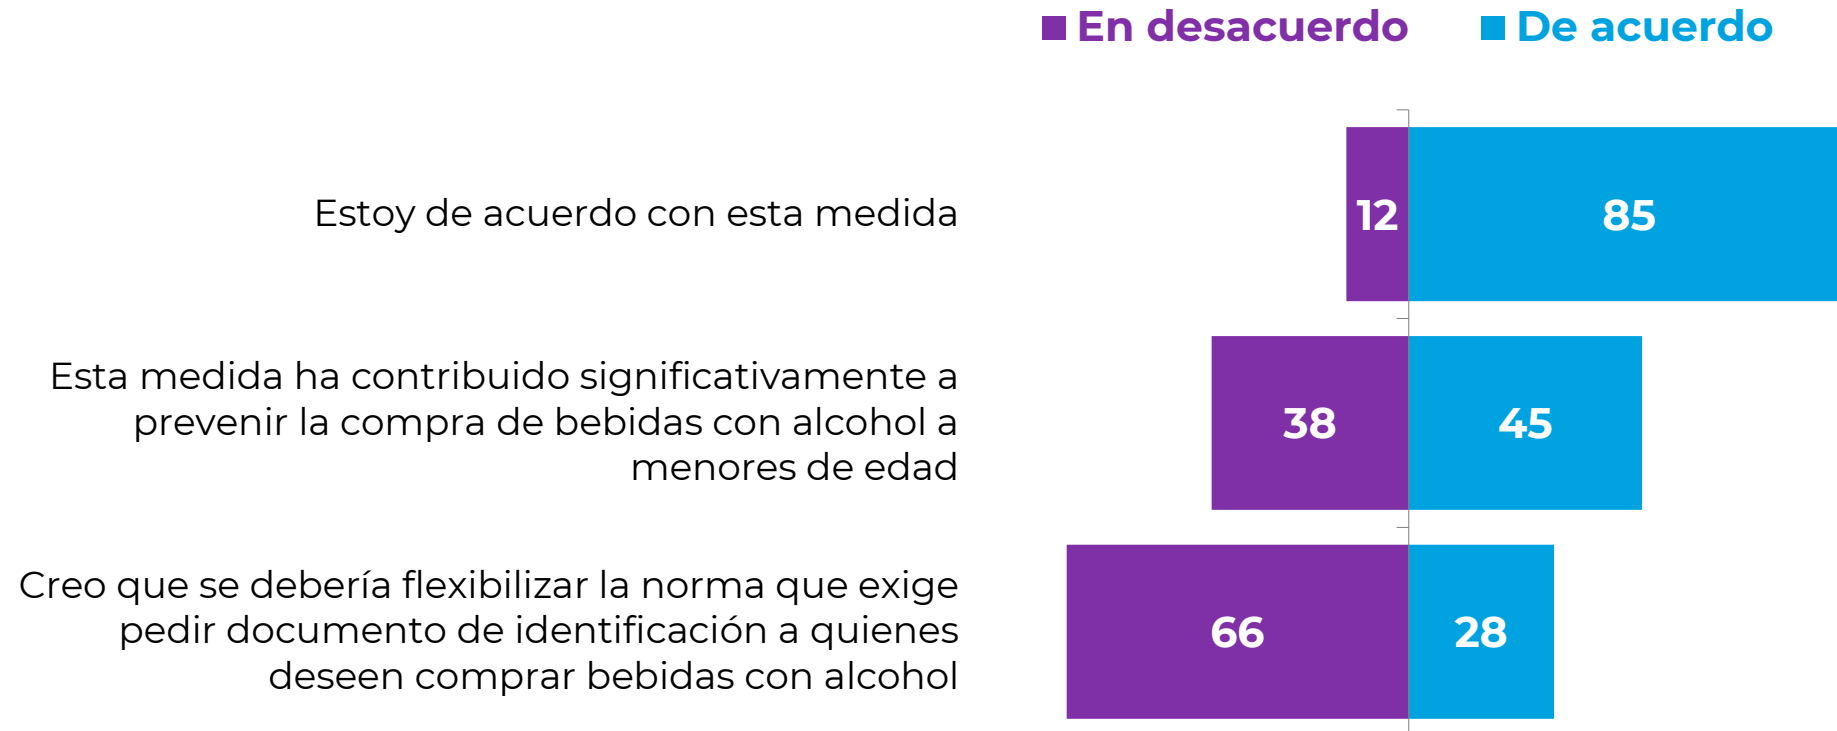 En desacuerdo De acuerdo
Estoy de acuerdo con esta medida
12 85
Esta medida ha contribuido significativamente a
prevenir la compra de bebidas con alcohol a
menores de edad
38 45
Creo que se debería flexibilizar la norma que exige
pedir documento de identificación a quienes
deseen comprar bebidas con alcohol
66 28